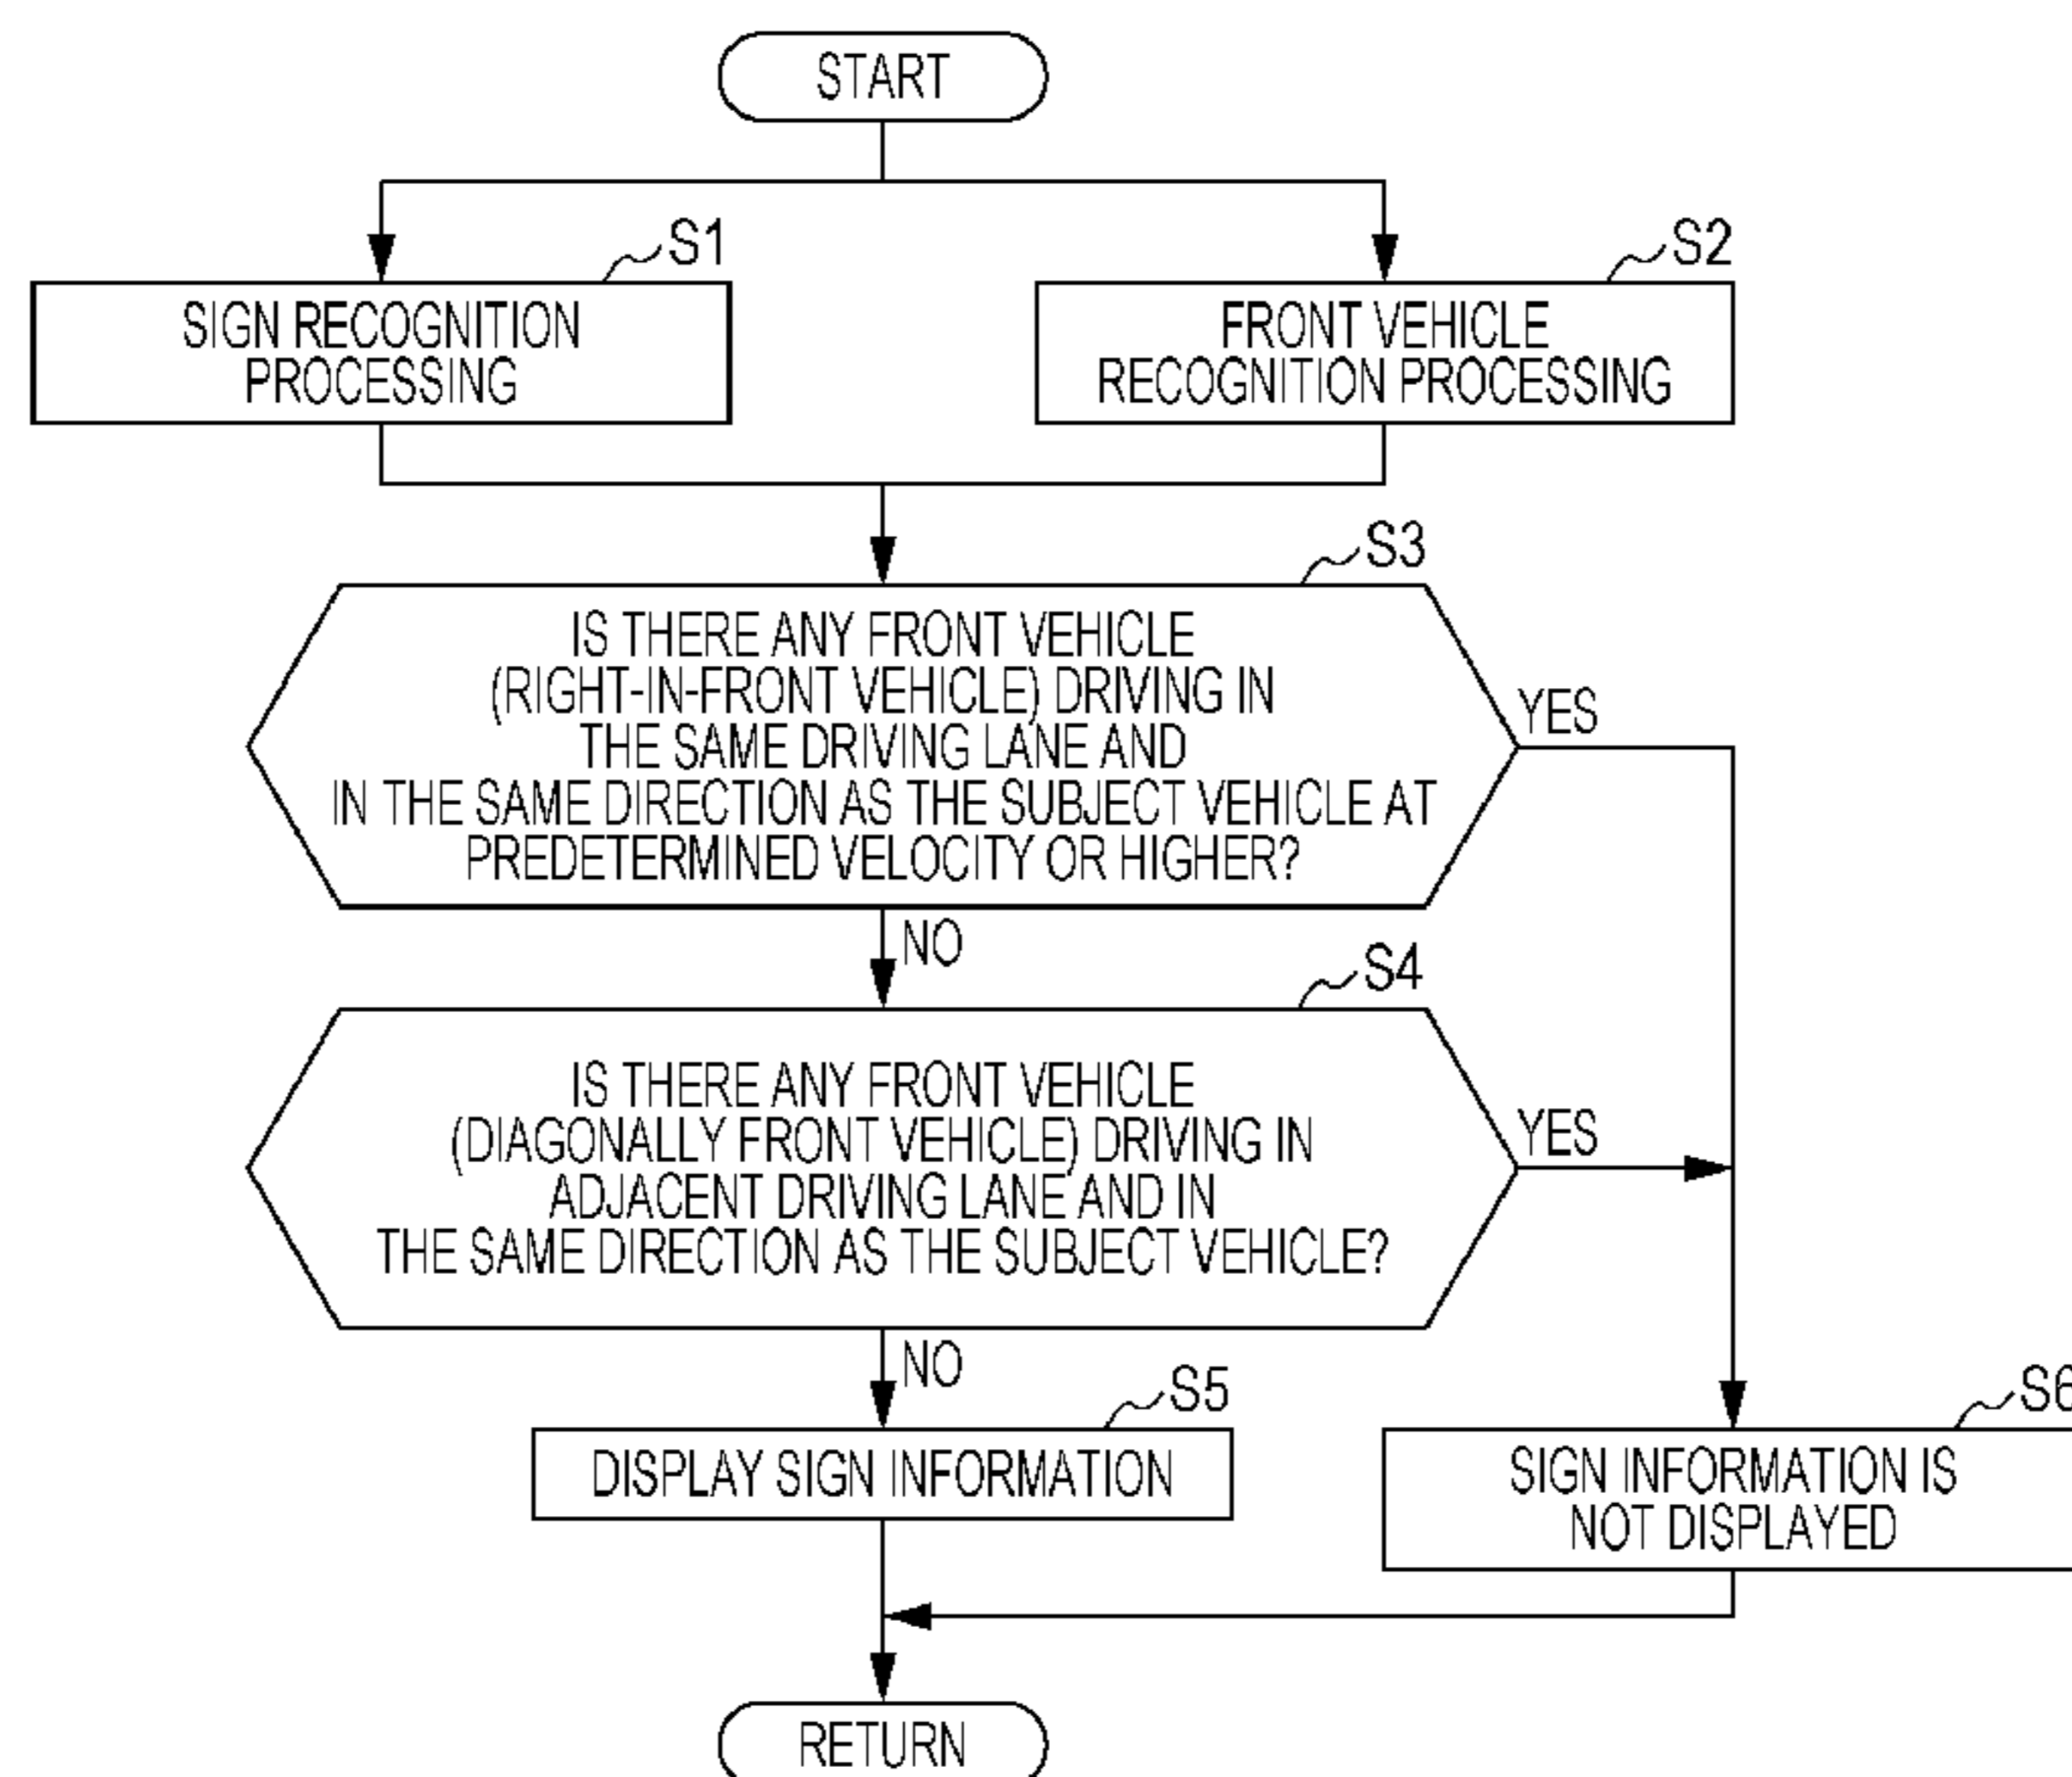 START
S1
SIGN RECOGNITION
PROCESSING
S2
FRONT VEHICLE
RECOGNITION PROCESSING
S3
IS THERE ANY FRONT VEHICLE
(RIGHT-IN-FRONT VEHICLE) DRIVING IN
THE SAME DRIVING LANE AND
IN THE SAME DIRECTION AS THE SUBJECT VEHICLE AT
PREDETERMINED VELOCITY OR HIGHER?
YES
NO
S4
IS THERE ANY FRONT VEHICLE
(DIAGONALLY FRONT VEHICLE) DRIVING IN
ADJACENT DRIVING LANE AND IN
THE SAME DIRECTION AS THE SUBJECT VEHICLE?
YES
NO
S5
DISPLAY SIGN INFORMATION
S6
SIGN INFORMATION IS
NOT DISPLAYED
RETURN